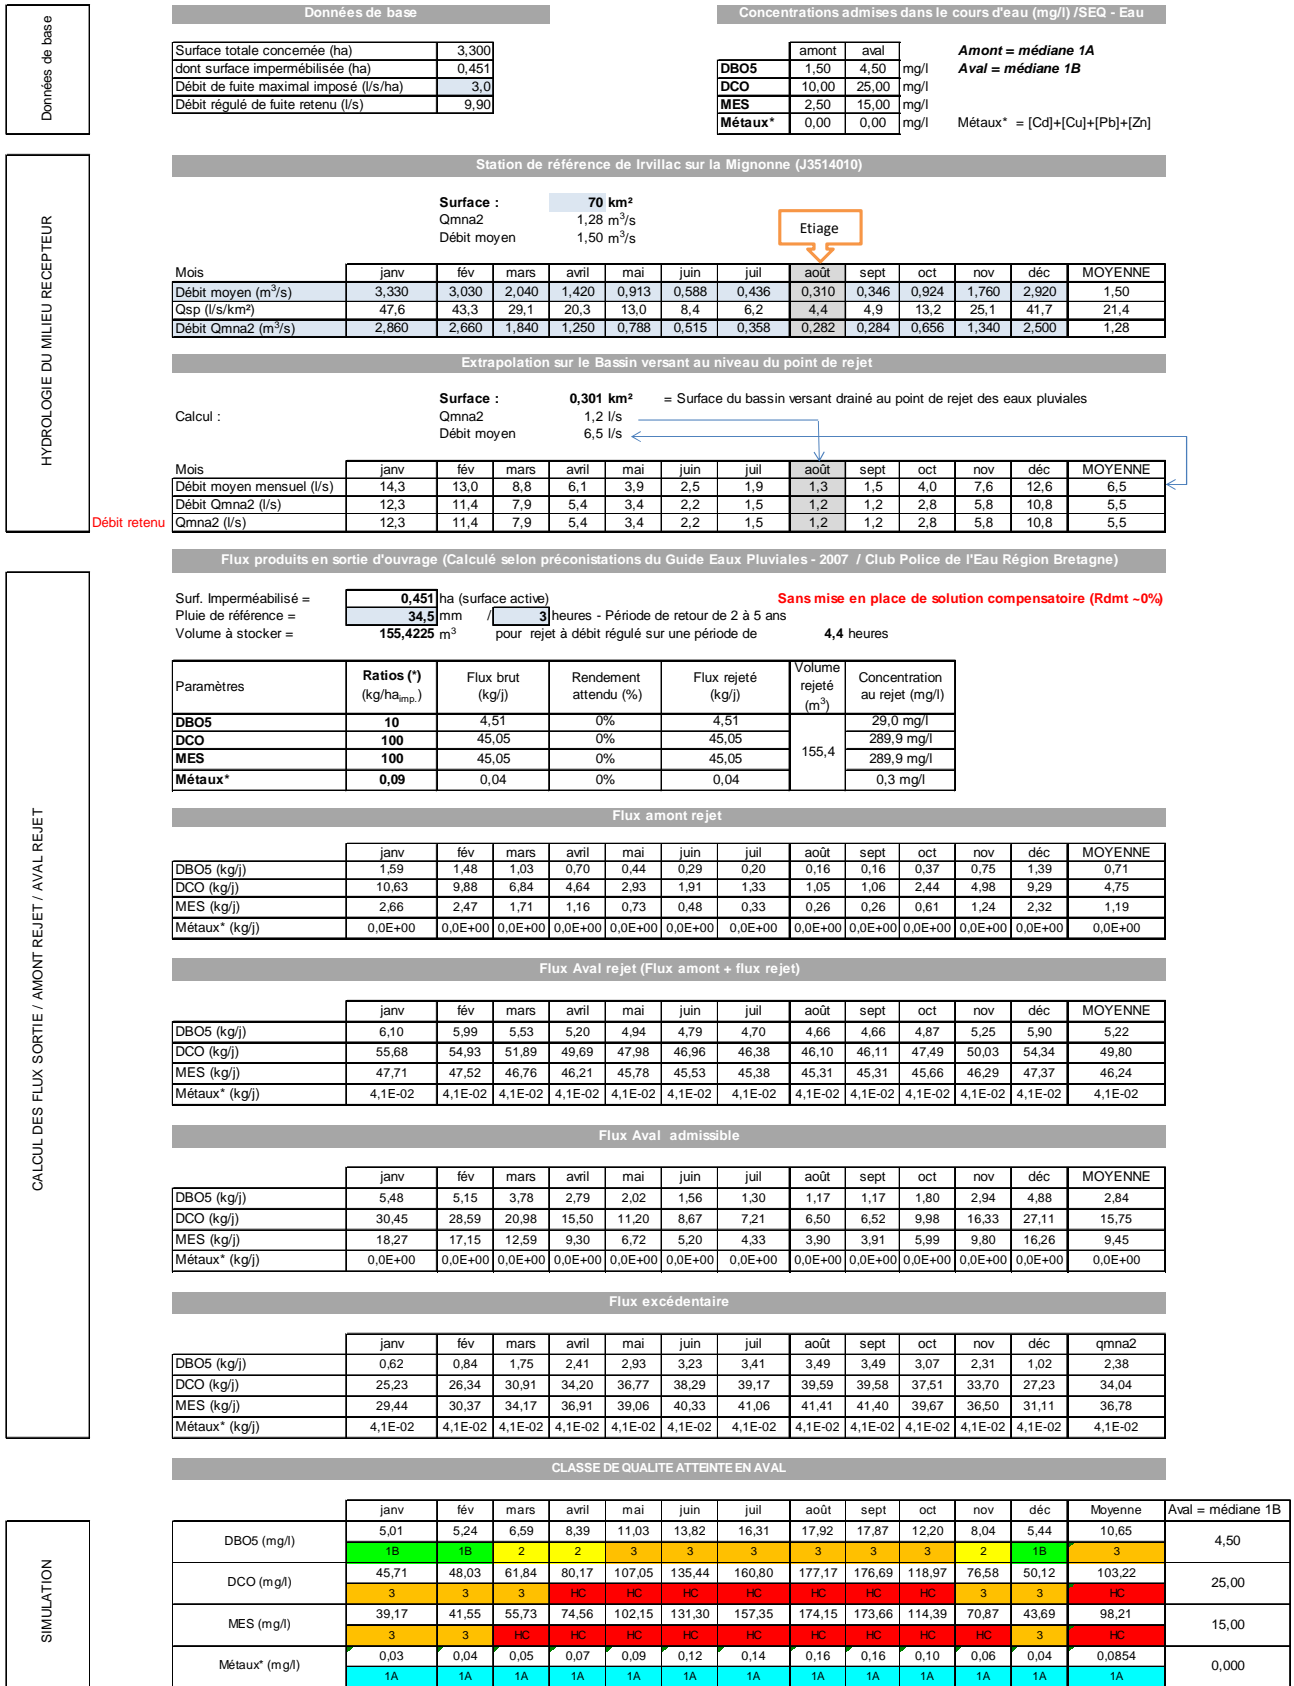 Données de base
Données de base
Surface totale concernée (ha) 3,300
dont surface imperméblisée (ha) 0,451
Débit de fuite maximal imposé (l/s/ha) 3,0
Débit régulé de fuite retenu (l/s) 9,90
Concentrations admises dans le cours d'eau (mg/l) /SEQ - Eau
amont aval
DBO5 1,50 4,50 mg/l
DCO 10,00 25,00 mg/l
MES 2,50 15,00 mg/l
Métaux* 0,00 0,00 mg/l
Amont = médiane 1A
Aval = médiane 1B
Métaux* = [Cd]+[Cu]+[Pb]+[Zn]
HYDROLOGIE DU MILIEU RECEPTEUR
Station de référence de Irvillac sur la Mignonne (J3514010)
Surface : 70 km²
Qmna2 1,28 m³/s
Débit moyen 1,50 m³/s
Etiage
Mois janv fév mars avril mai juin juil août sept oct nov déc MOYENNE
Débit moyen (m³/s) 3,330 3,030 2,040 1,420 0,913 0,588 0,436 0,310 0,346 0,924 1,760 2,920 1,50
Qsp (l/s/km²) 47,6 43,3 29,1 20,3 13,0 8,4 6,2 4,4 4,9 13,2 25,1 41,7 21,4
Débit Qmna2 (m³/s) 2,860 2,660 1,840 1,250 0,788 0,515 0,358 0,282 0,284 0,656 1,340 2,500 1,28
Extrapolation sur le Bassin versant au niveau du point de rejet
Surface : 0,301 km² = Surface du bassin versant drainé au point de rejet des eaux pluviales
Calcul : Qmna2 1,2 l/s
Débit moyen 6,5 l/s
Mois janv fév mars avril mai juin juil août sept oct nov déc MOYENNE
Débit moyen mensuel (l/s) 14,3 13,0 8,8 6,1 3,9 2,5 1,9 1,3 1,5 4,0 7,6 12,6 6,5
Débit Qmna2 (l/s) 12,3 11,4 7,9 5,4 3,4 2,2 1,5 1,2 1,2 2,8 5,8 10,8 5,5
Débit retenu Qmna2 (l/s) 12,3 11,4 7,9 5,4 3,4 2,2 1,5 1,2 1,2 2,8 5,8 10,8 5,5
CALCUL DES FLUX SORTIE / AMONT REJET / AVAL REJET
Flux produits en sortie d'ouvrage (Calculé selon préconistations du Guide Eaux Pluviales - 2007 / Club Police de l'Eau Région Bretagne)
Surf. Imperméabilisé = 0,451 ha (surface active)
Sans mise en place de solution compensatoire (Rdmt ~0%)
Pluie de référence = 34,5 mm / 3 heures - Période de retour de 2 à 5 ans
Volume à stocker = 155,4225 m³ pour rejet à débit régulé sur une période de 4,4 heures
Paramètres Ratios (*) (kg/ha imp.) Flux brut (kg/j) Rendement attendu (%) Flux rejeté (kg/j) Volume rejeté (m³) Concentration au rejet (mg/l)
DBO5 10 4,51 0% 4,51 29,0 mg/l
DCO 100 45,05 0% 45,05 289,9 mg/l
155,4
MES 100 45,05 0% 45,05 289,9 mg/l
Métaux* 0,09 0,04 0% 0,04 0,3 mg/l
Flux amont rejet
janv fév mars avril mai juin juil août sept oct nov déc MOYENNE
DBO5 (kg/j) 1,59 1,48 1,03 0,70 0,44 0,29 0,20 0,16 0,16 0,37 0,75 1,39 0,71
DCO (kg/j) 10,63 9,88 6,84 4,64 2,93 1,91 1,33 1,05 1,06 2,44 4,98 9,29 4,75
MES (kg/j) 2,66 2,47 1,71 1,16 0,73 0,48 0,33 0,26 0,26 0,61 1,24 2,32 1,19
Métaux* (kg/j) 0,0E+00 0,0E+00 0,0E+00 0,0E+00 0,0E+00 0,0E+00 0,0E+00 0,0E+00 0,0E+00 0,0E+00 0,0E+00 0,0E+00 0,0E+00
Flux Aval rejet (Flux amont + flux rejet)
janv fév mars avril mai juin juil août sept oct nov déc MOYENNE
DBO5 (kg/j) 6,10 5,99 5,53 5,20 4,94 4,79 4,70 4,66 4,66 4,87 5,25 5,90 5,22
DCO (kg/j) 55,68 54,93 51,89 49,69 47,98 46,96 46,38 46,10 46,11 47,49 50,03 54,34 49,80
MES (kg/j) 47,71 47,52 46,76 46,21 45,78 45,53 45,38 45,31 45,31 45,66 46,29 47,37 46,24
Métaux* (kg/j) 4,1E-02 4,1E-02 4,1E-02 4,1E-02 4,1E-02 4,1E-02 4,1E-02 4,1E-02 4,1E-02 4,1E-02 4,1E-02 4,1E-02 4,1E-02
Flux Aval admissible
janv fév mars avril mai juin juil août sept oct nov déc MOYENNE
DBO5 (kg/j) 5,48 5,15 3,78 2,79 2,02 1,56 1,30 1,17 1,17 1,80 2,94 4,88 2,84
DCO (kg/j) 30,45 28,59 20,98 15,50 11,20 8,67 7,21 6,50 6,52 9,98 16,33 27,11 15,75
MES (kg/j) 18,27 17,15 12,59 9,30 6,72 5,20 4,33 3,90 3,91 5,99 9,80 16,26 9,45
Métaux* (kg/j) 0,0E+00 0,0E+00 0,0E+00 0,0E+00 0,0E+00 0,0E+00 0,0E+00 0,0E+00 0,0E+00 0,0E+00 0,0E+00 0,0E+00 0,0E+00
Flux excédentaire
janv fév mars avril mai juin juil août sept oct nov déc qmna2
DBO5 (kg/j) 0,62 0,84 1,75 2,41 2,93 3,23 3,41 3,49 3,49 3,07 2,31 1,02 2,38
DCO (kg/j) 25,23 26,34 30,91 34,20 36,77 38,29 39,17 39,59 39,58 37,51 33,70 27,23 34,04
MES (kg/j) 29,44 30,37 34,17 36,91 39,06 40,33 41,06 41,41 41,40 39,67 36,50 31,11 36,78
Métaux* (kg/j) 4,1E-02 4,1E-02 4,1E-02 4,1E-02 4,1E-02 4,1E-02 4,1E-02 4,1E-02 4,1E-02 4,1E-02 4,1E-02 4,1E-02 4,1E-02
SIMULATION
CLASSE DE QUALITE ATTEINTE EN AVAL
janv fév mars avril mai juin juil août sept oct nov déc Moyenne Aval = médiane 1B
DBO5 (mg/l) 5,01 5,24 6,59 8,39 11,03 13,82 16,31 17,92 17,87 12,20 8,04 5,44 10,65 4,50
1B 1B 2 2 3 3 3 3 3 3 2 1B 3
DCO (mg/l) 45,71 48,03 61,84 80,17 107,05 135,44 160,80 177,17 176,69 118,97 76,58 50,12 103,22 25,00
3 3 3 HC HC HC HC HC HC HC 3 3 HC
MES (mg/l) 39,17 41,55 55,73 74,56 102,15 131,30 157,35 174,15 173,66 114,39 70,87 43,69 98,21 15,00
3 3 HC HC HC HC HC HC HC HC HC 3 HC
Métaux* (mg/l) 0,03 0,04 0,05 0,07 0,09 0,12 0,14 0,16 0,16 0,10 0,06 0,04 0,0854 0,000
1A 1A 1A 1A 1A 1A 1A 1A 1A 1A 1A 1A 1A